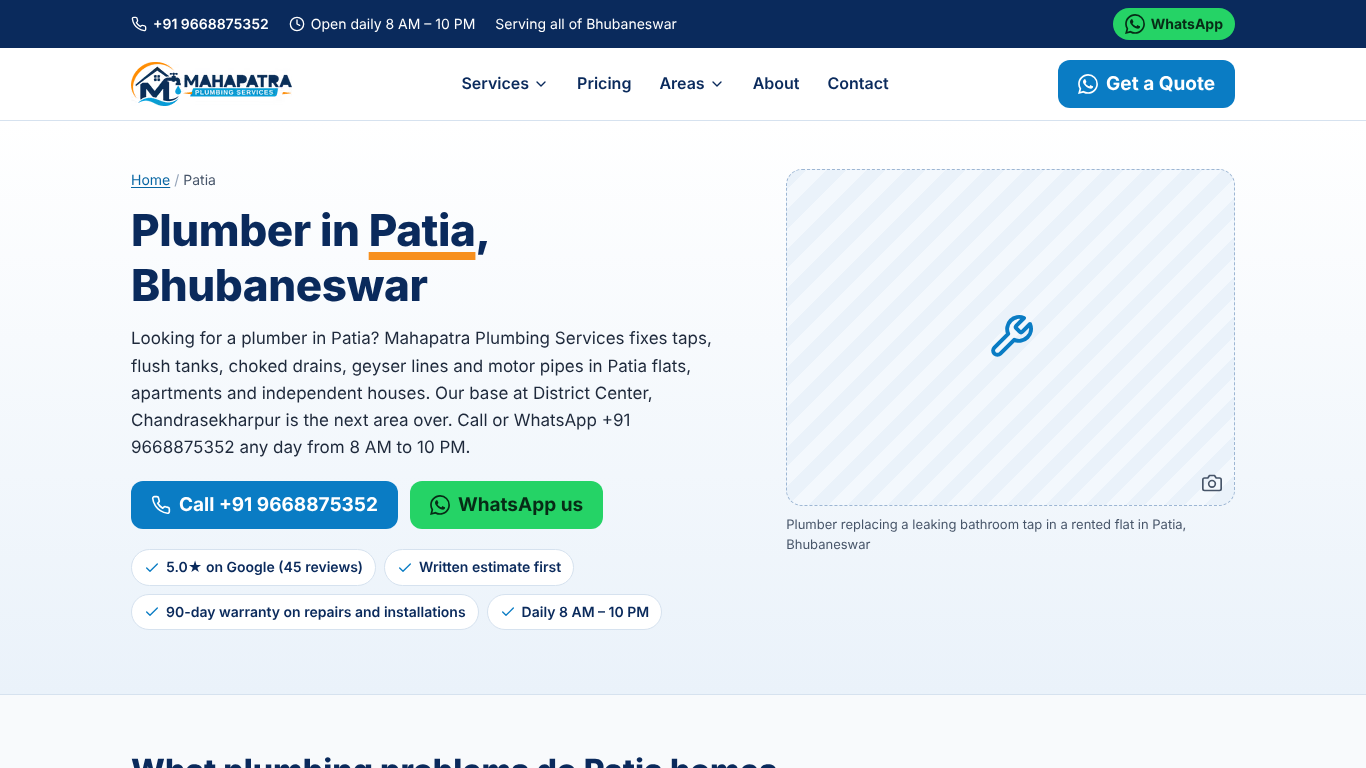 +91 9668875352 Open daily 8 AM – 10 PM Serving all of Bhubaneswar WhatsApp
MAHAPATRA
PLUMBING SERVICES
Services Pricing Areas About Contact Get a Quote
Home / Patia
Plumber in Patia,
Bhubaneswar
Looking for a plumber in Patia? Mahapatra Plumbing Services fixes taps,
flush tanks, choked drains, geyser lines and motor pipes in Patia flats,
apartments and independent houses. Our base at District Center,
Chandrasekharpur is the next area over. Call or WhatsApp +91
9668875352 any day from 8 AM to 10 PM.
Call +91 9668875352 WhatsApp us
5.0★ on Google (45 reviews) Written estimate first
90-day warranty on repairs and installations Daily 8 AM – 10 PM
Plumber replacing a leaking bathroom tap in a rented flat in Patia,
Bhubaneswar
What plumbing problems do Patia homes